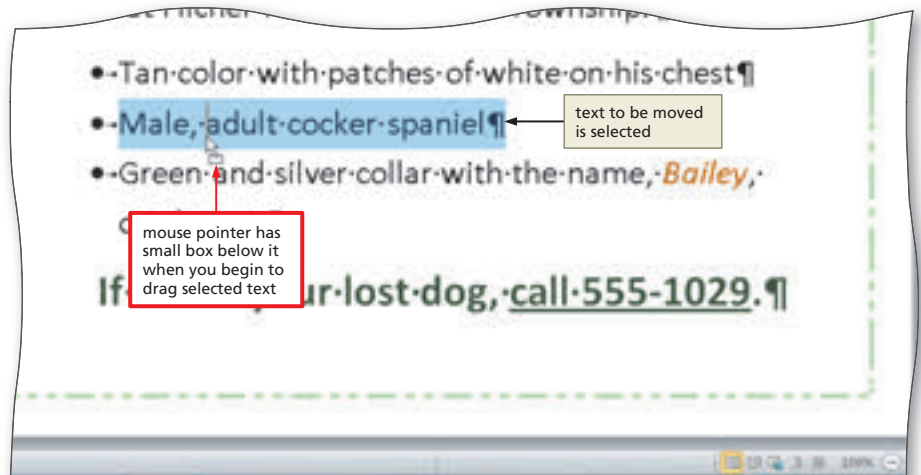 •Tan·color·with·patches·of·white·on·his·chest¶
•Male,·adult·cocker·spaniel¶
text to be moved
is selected
•Green·and·silver·collar·with·the·name,·Bailey,·
mouse pointer has
small box below it
when you begin to
drag selected text
If ur·lost·dog,·call·555-1029.¶
100%